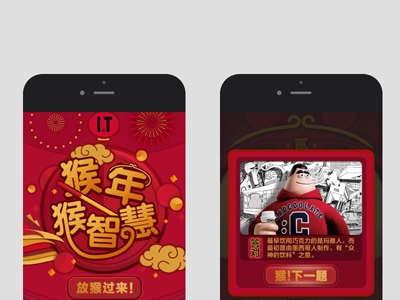 I.T
猴年
猴智慧
放猴过来!
CHOCOOLATE
:C
答对
最早饮用巧克力的是玛雅人,而
最初是由墨西哥人制作,有“众
神的饮料”之意。
猴!下一题